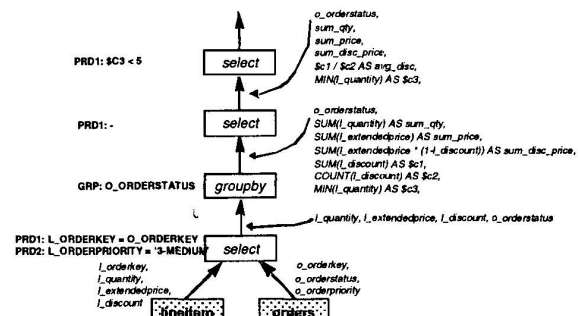 o_orderstatus,
sum_qty,
sum_price,
sum_disc_price,
$c1 / $c2 AS avg_disc,
MIN(l_quantity) AS $c3,
PRD1: $C3 < 5
select
o_orderstatus,
SUM(l_quantity) AS sum_qty,
SUM(l_extendedprice) AS sum_price,
SUM(l_extendedprice * (1-l_discount)) AS sum_disc_price,
SUM(l_discount) AS $c1,
COUNT(l_discount) AS $c2,
MIN(l_quantity) AS $c3,
PRD1: -
select
GRP: O_ORDERSTATUS
groupby
l_quantity, l_extendedprice, l_discount, o_orderstatus
PRD1: L_ORDERKEY = O_ORDERKEY
PRD2: L_ORDERPRIORITY = '3-MEDIUM'
select
l_orderkey,
l_quantity,
l_extendedprice,
l_discount
o_orderkey,
o_orderstatus,
o_orderpriority
lineitem
orders